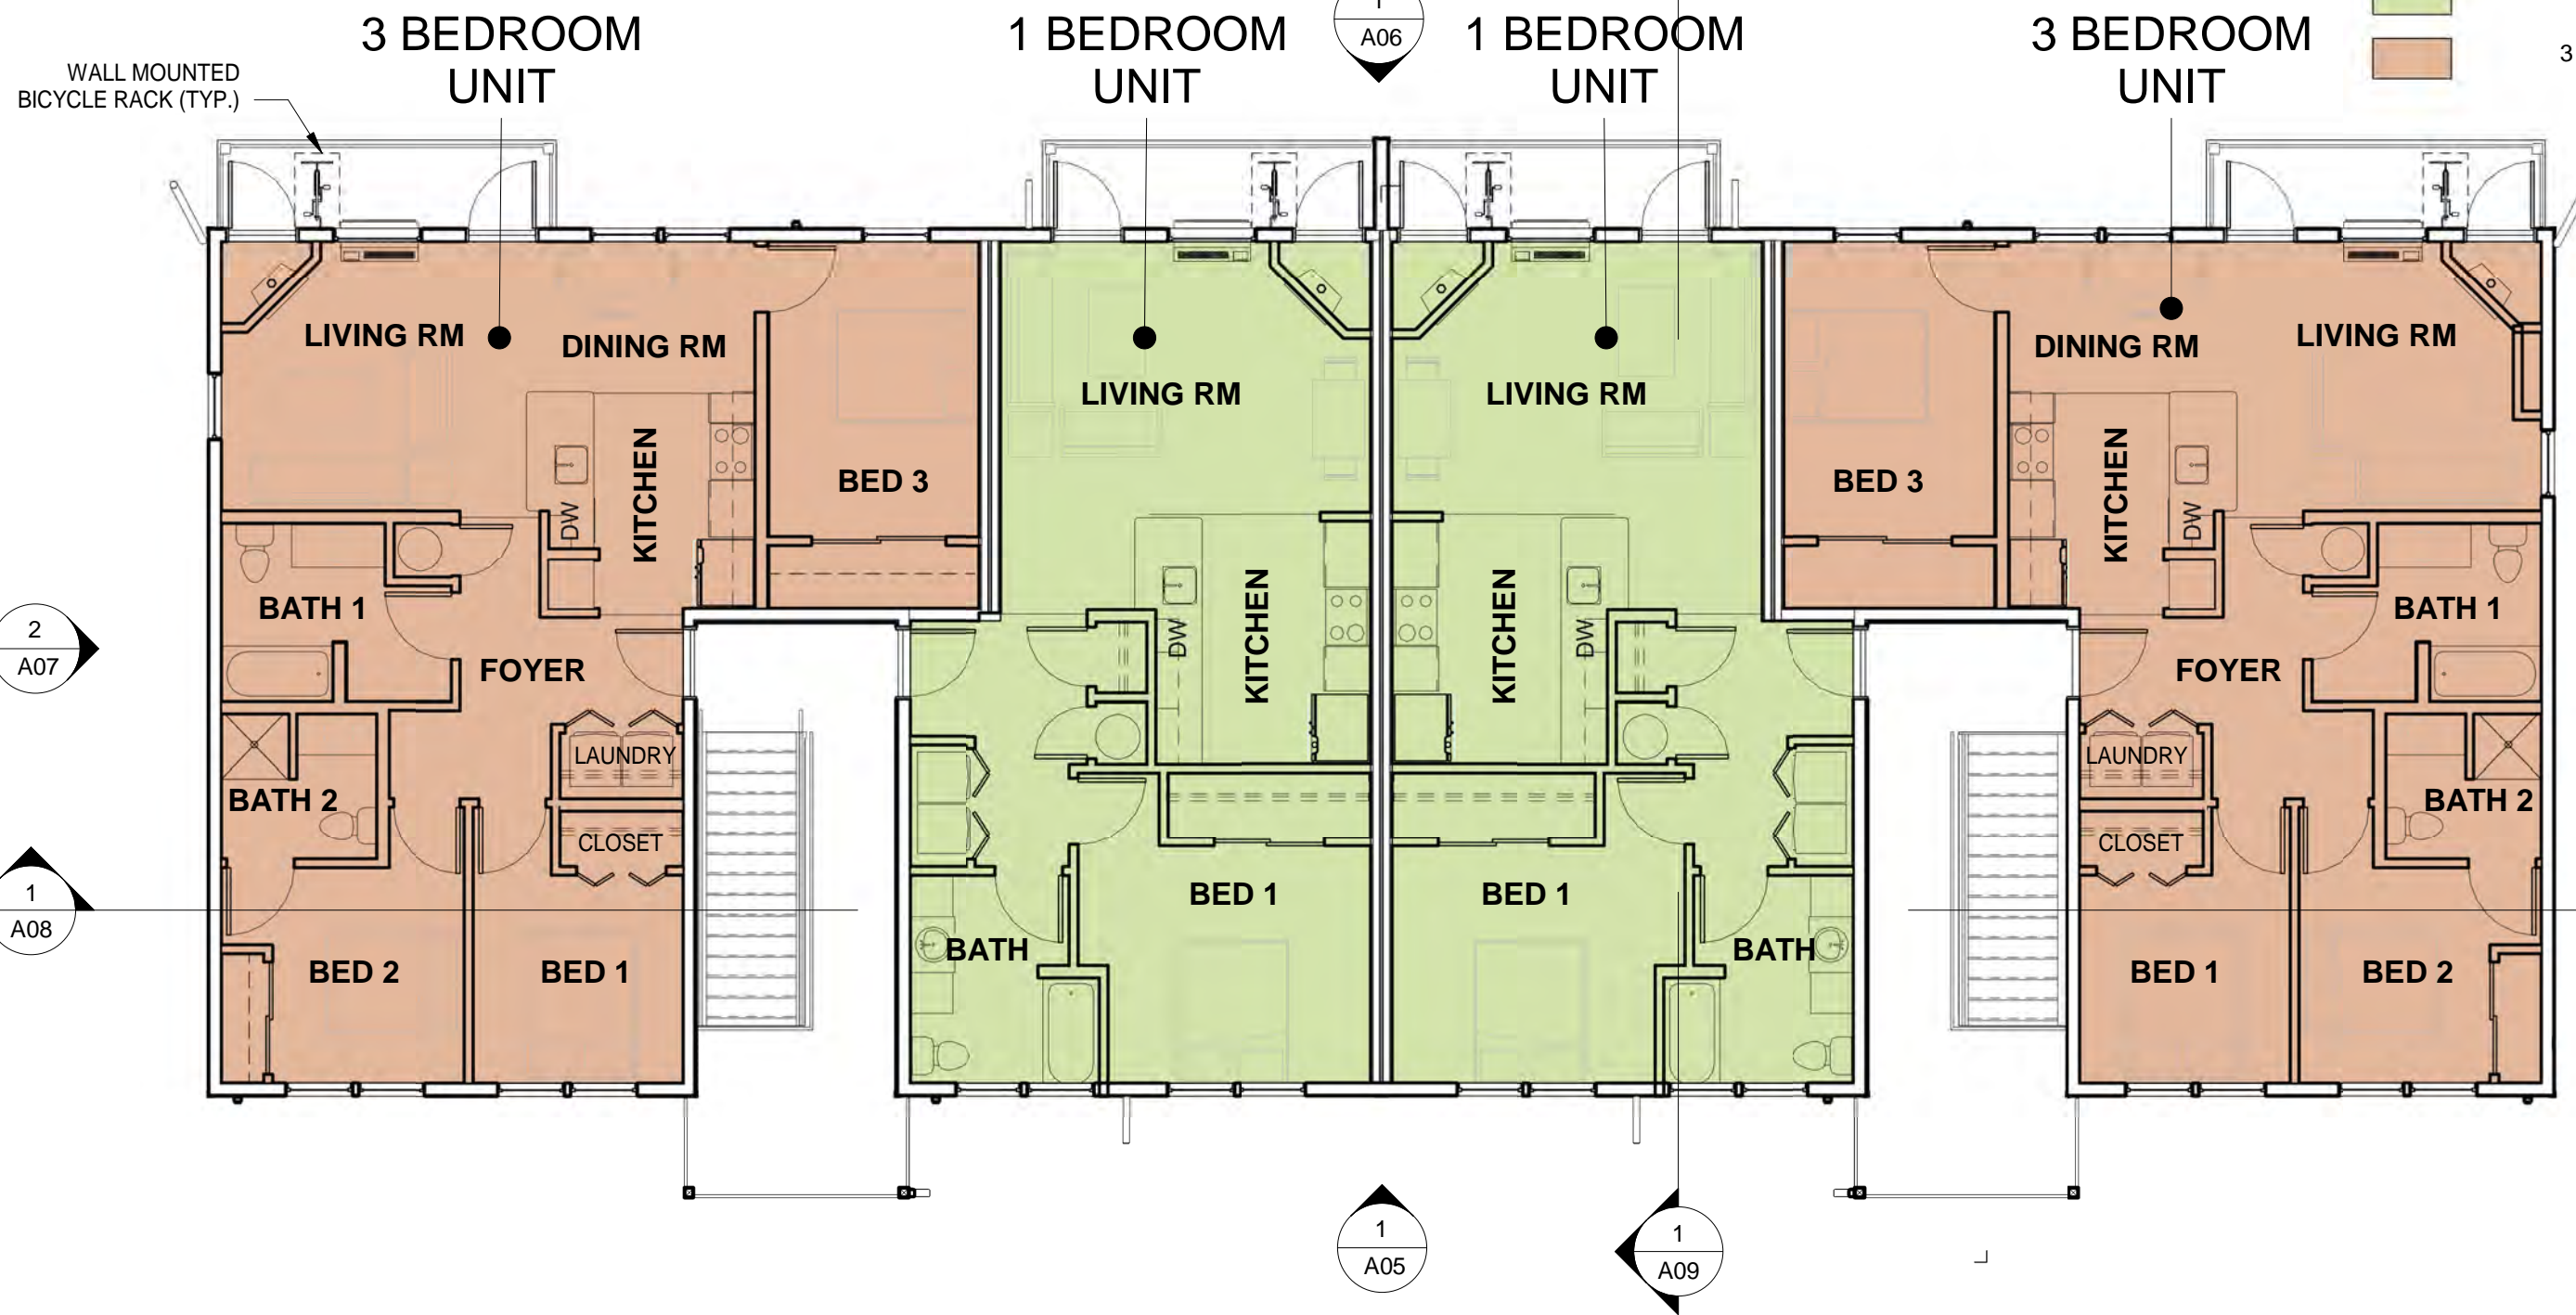 3 BEDROOM
UNIT
1 BEDROOM
UNIT
1
A06
1 BEDROOM
UNIT
3 BEDROOM
UNIT
3
WALL MOUNTED
BICYCLE RACK (TYP.)
LIVING RM
DINING RM
KITCHEN
DW
BED 3
BATH 1
FOYER
LAUNDRY
BATH 2
CLOSET
BED 2
BED 1
LIVING RM
KITCHEN
DW
BED 1
BATH
LIVING RM
KITCHEN
DW
BED 1
BATH
BED 3
DINING RM
LIVING RM
KITCHEN
DW
BATH 1
FOYER
LAUNDRY
BATH 2
CLOSET
BED 1
BED 2
2
A07
1
A08
1
A05
1
A09